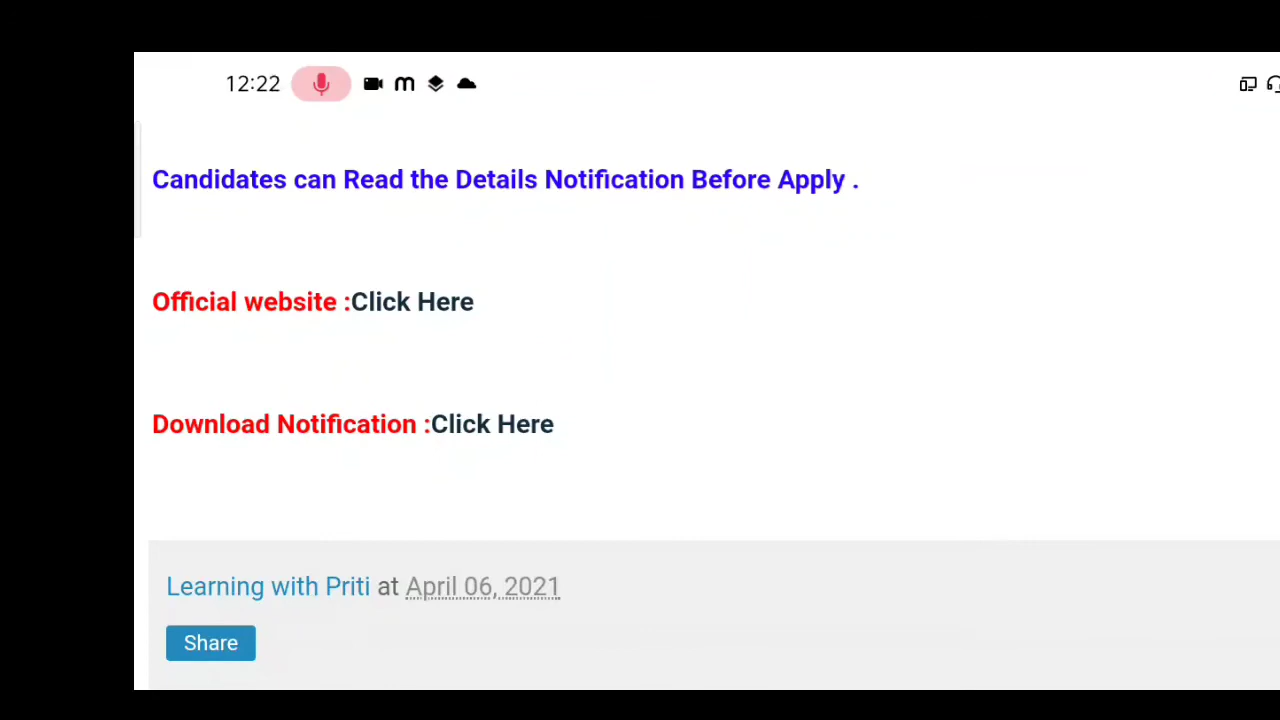 12:22 m
Candidates can Read the Details Notification Before Apply .
Official website :Click Here
Download Notification :Click Here
Learning with Priti at April 06, 2021
Share